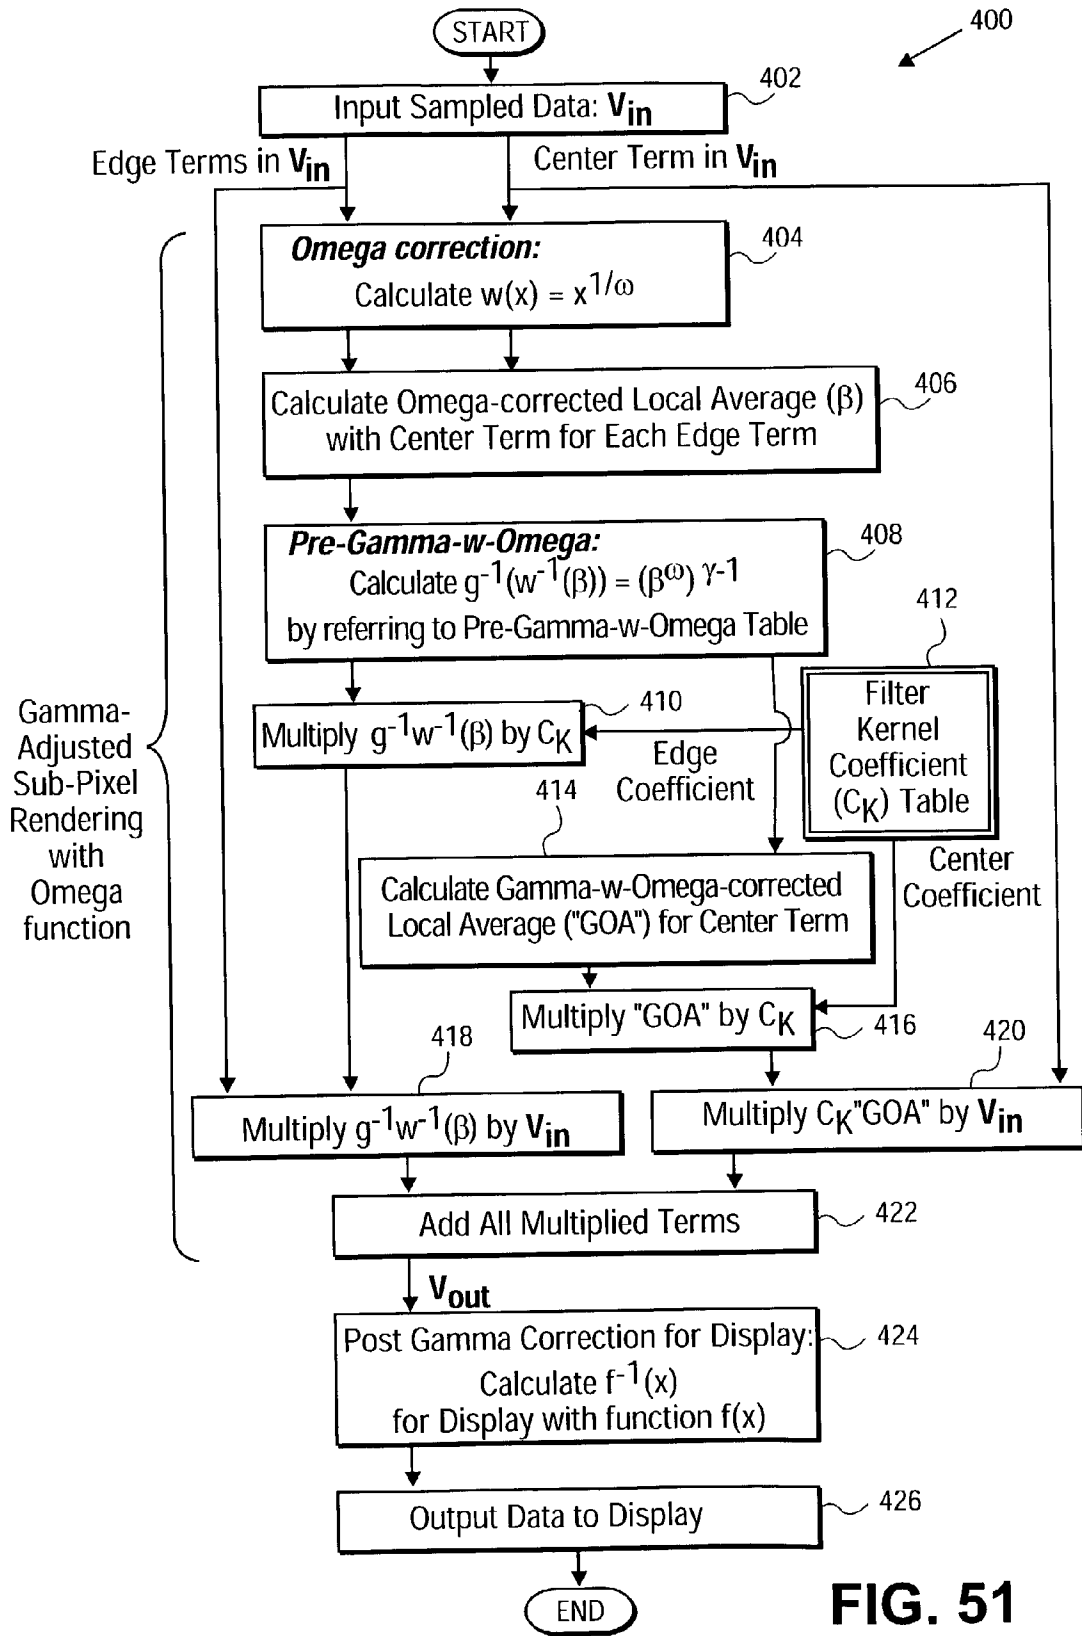 START
400
402
Input Sampled Data: Vin
Edge Terms in Vin
Center Term in Vin
404
Omega correction:
Calculate w(x) = x^1/ω
406
Calculate Omega-corrected Local Average (β)
with Center Term for Each Edge Term
408
Pre-Gamma-w-Omega:
Calculate g^-1(w^-1(β)) = (β^ω) γ-1
by referring to Pre-Gamma-w-Omega Table
412
Filter
Kernel
Coefficient
(CK) Table
Gamma-
Adjusted
Sub-Pixel
Rendering
with
Omega
function
410
Multiply g^-1w^-1(β) by CK
Edge
Coefficient
414
Center
Coefficient
Calculate Gamma-w-Omega-corrected
Local Average ("GOA") for Center Term
Multiply "GOA" by CK
416
418
420
Multiply g^-1w^-1(β) by Vin
Multiply CK"GOA" by Vin
Add All Multiplied Terms
422
Vout
Post Gamma Correction for Display:
Calculate f^-1(x)
for Display with function f(x)
424
Output Data to Display
426
END
FIG. 51